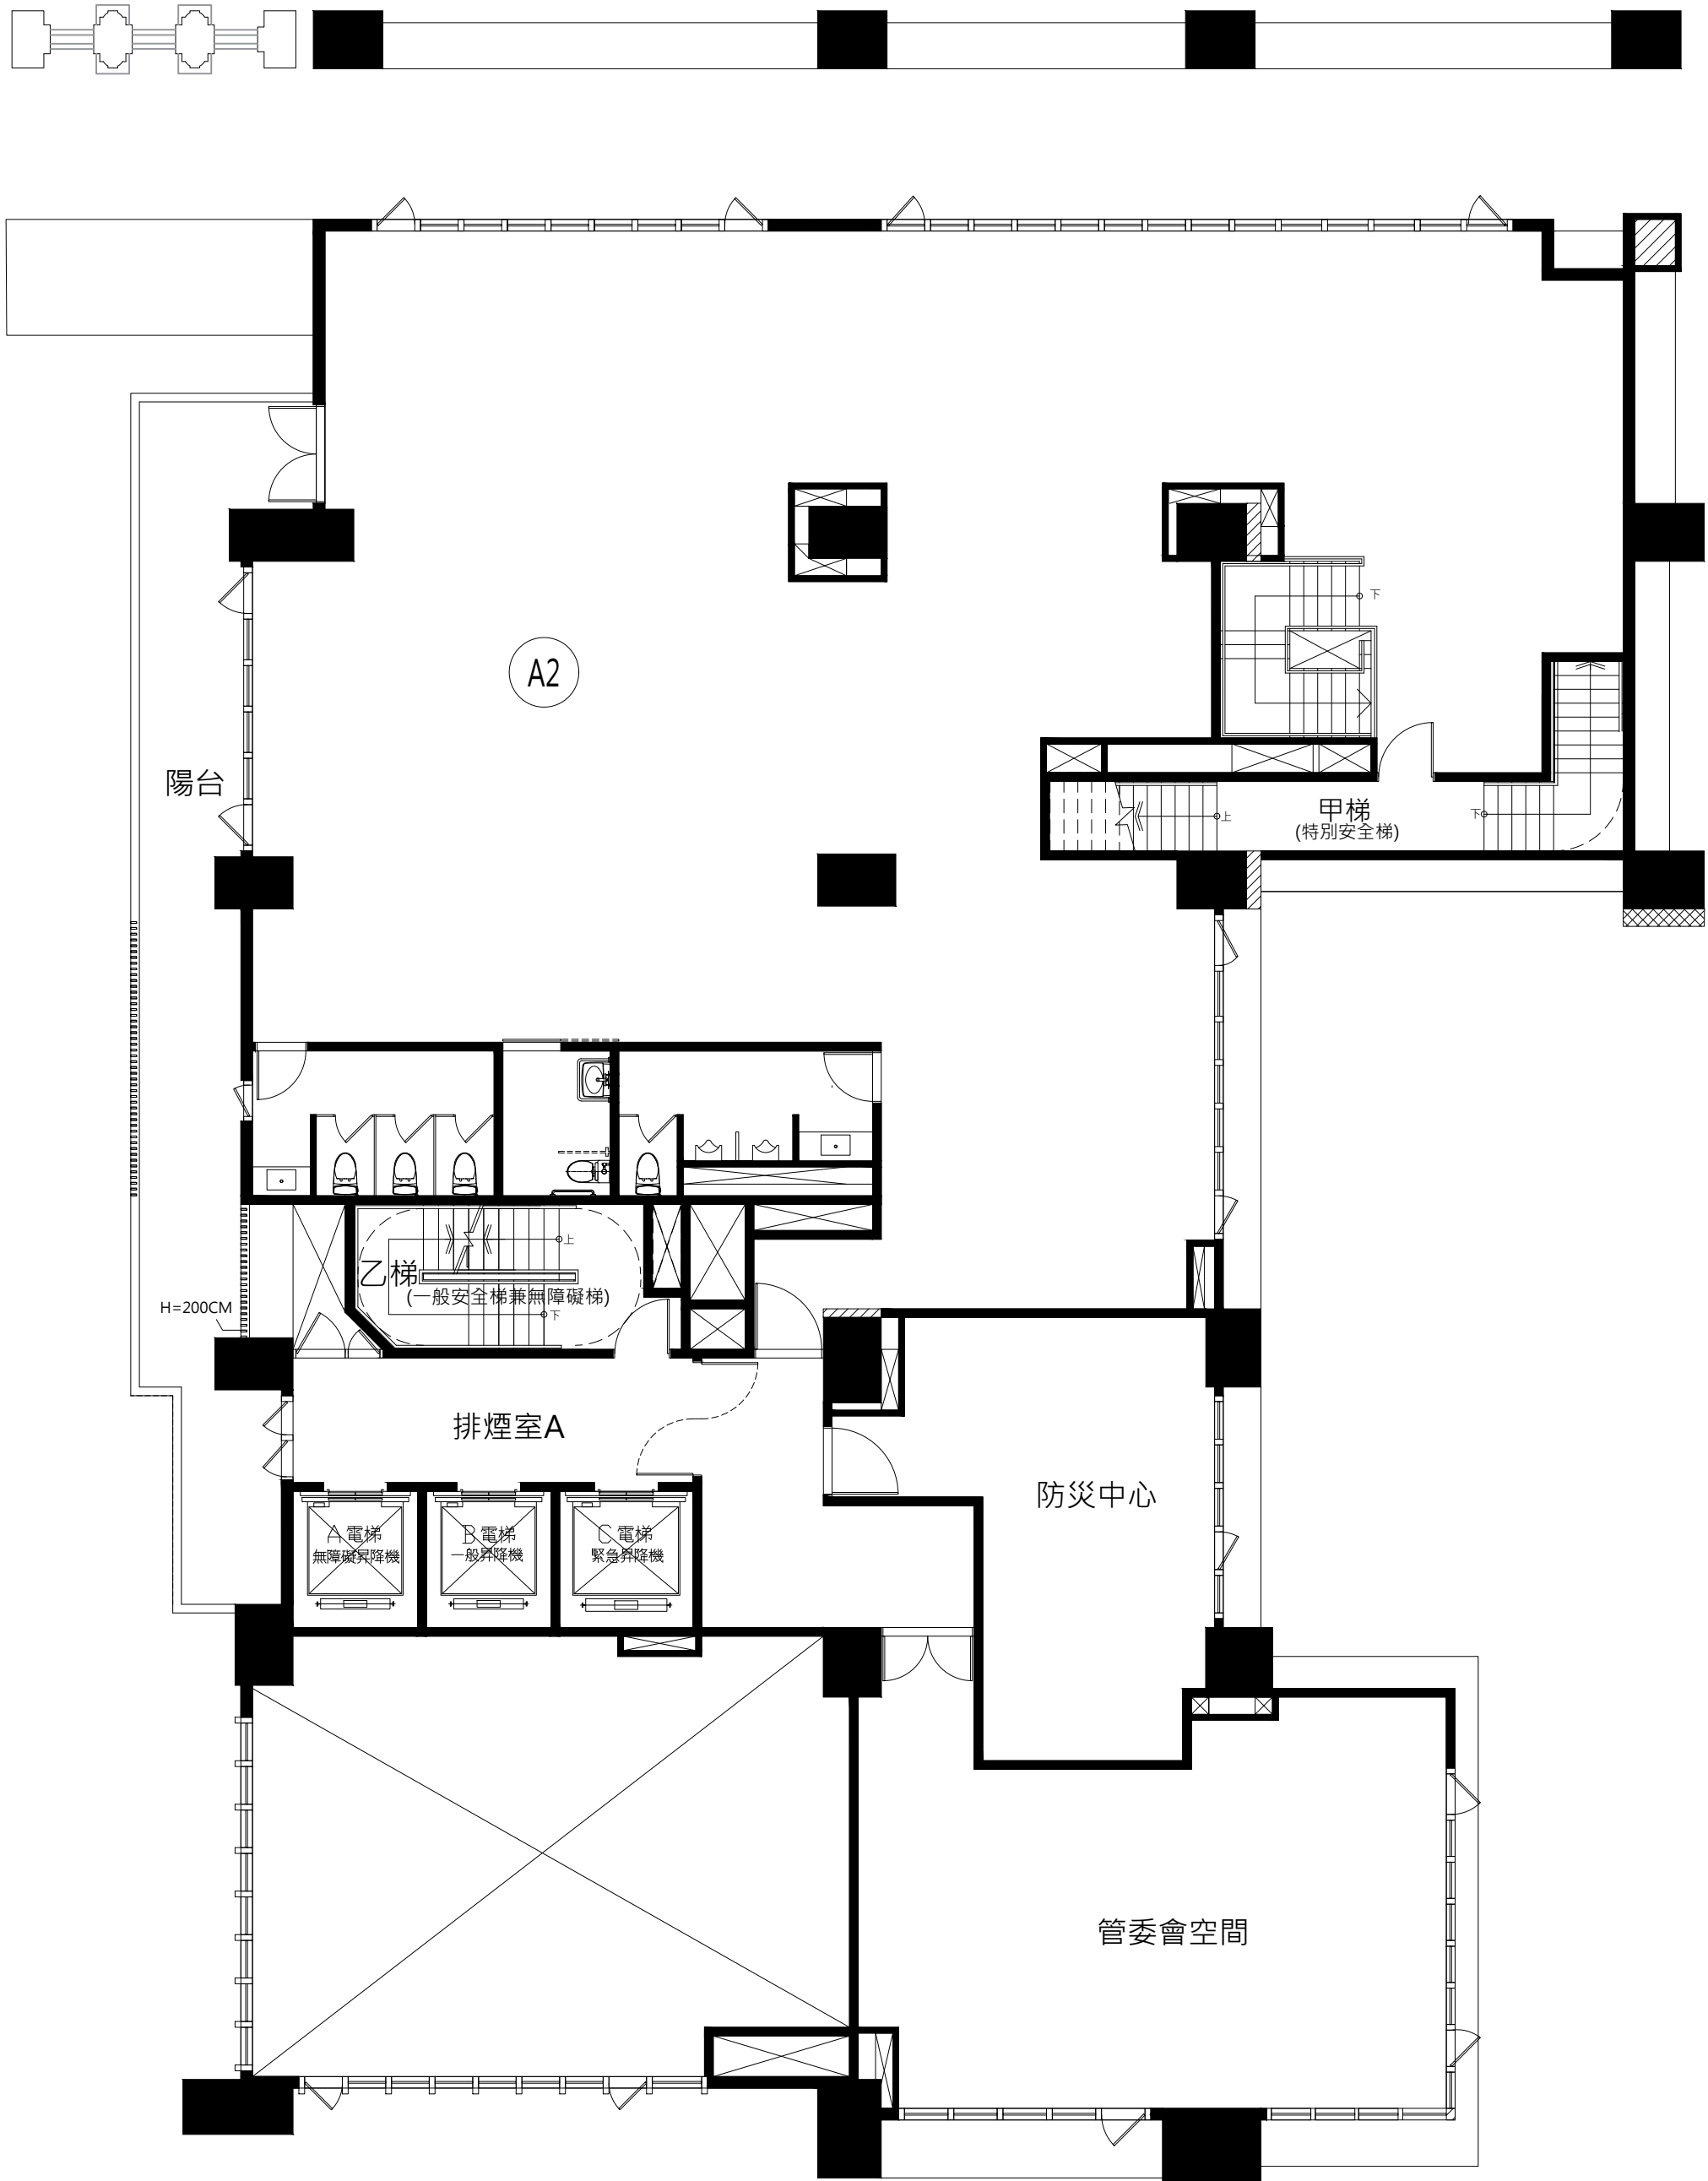 下
A2
陽台
上
甲梯
(特別安全梯)
下
上
乙梯
(一般安全梯兼無障礙梯)
下
H=200CM
排煙室A
防災中心
A電梯
無障礙昇降機
B電梯
一般昇降機
C電梯
緊急昇降機
管委會空間